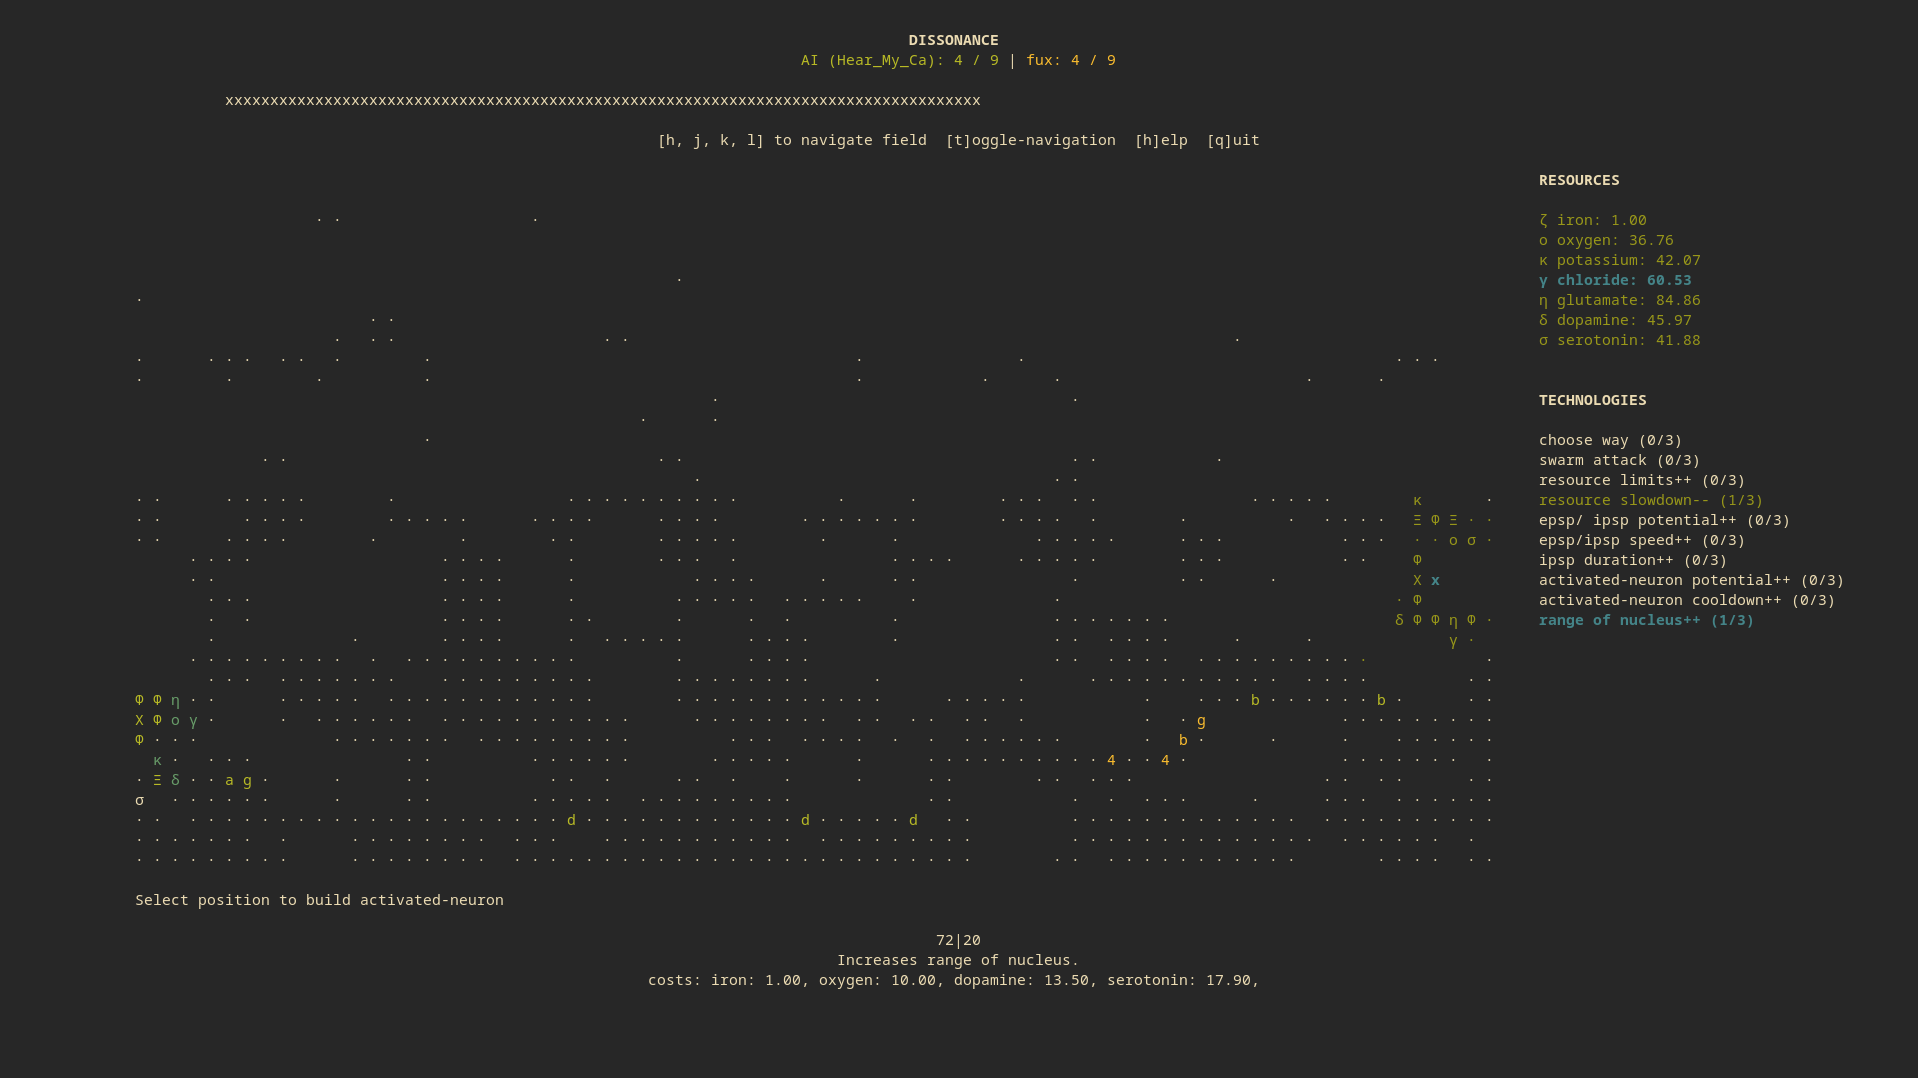 DISSONANCE
AI (Hear_My_Ca): 4 / 9 | fux: 4 / 9
xxxxxxxxxxxxxxxxxxxxxxxxxxxxxxxxxxxxxxxxxxxxxxxxxxxxxxxxxxxxxxxxxxxxxxxxxxxxxxxxxxxx
[h, j, k, l] to navigate field  [t]oggle-navigation  [h]elp  [q]uit
RESOURCES
ζ iron: 1.00
ο oxygen: 36.76
κ potassium: 42.07
γ chloride: 60.53
η glutamate: 84.86
δ dopamine: 45.97
σ serotonin: 41.88
TECHNOLOGIES
choose way (0/3)
swarm attack (0/3)
resource limits++ (0/3)
resource slowdown-- (1/3)
epsp/ ipsp potential++ (0/3)
epsp/ipsp speed++ (0/3)
ipsp duration++ (0/3)
activated-neuron potential++ (0/3)
activated-neuron cooldown++ (0/3)
range of nucleus++ (1/3)
κ
Ξ Φ Ξ
ο σ
Φ
Χ x
Φ
δ Φ Φ η Φ
γ
Φ Φ η b b
Χ Φ ο γ g
Φ b
κ 4 4
Ξ δ a g
σ
d d d
Select position to build activated-neuron
72|20
Increases range of nucleus.
costs: iron: 1.00, oxygen: 10.00, dopamine: 13.50, serotonin: 17.90,